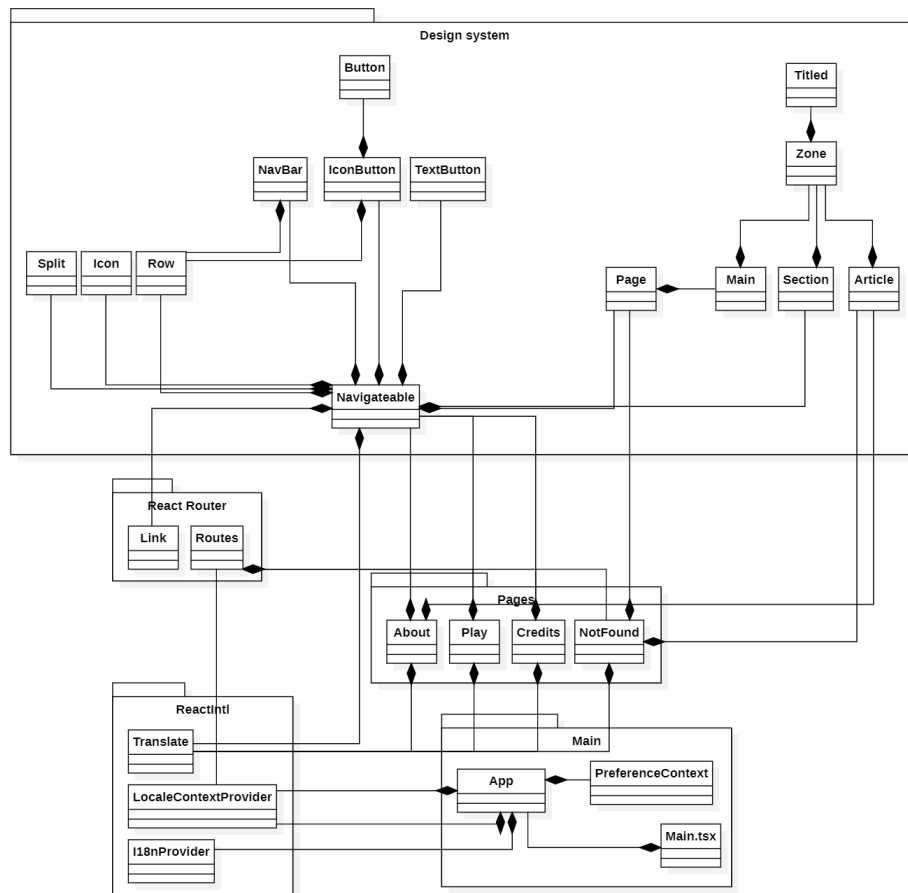 Design system
Button
Titled
Zone
NavBar
IconButton
TextButton
Split
Icon
Row
Page
Main
Section
Article
Navigateable
React Router
Link
Routes
Pages
About
Play
Credits
NotFound
ReactIntl
Translate
LocaleContextProvider
I18nProvider
Main
App
PreferenceContext
Main.tsx